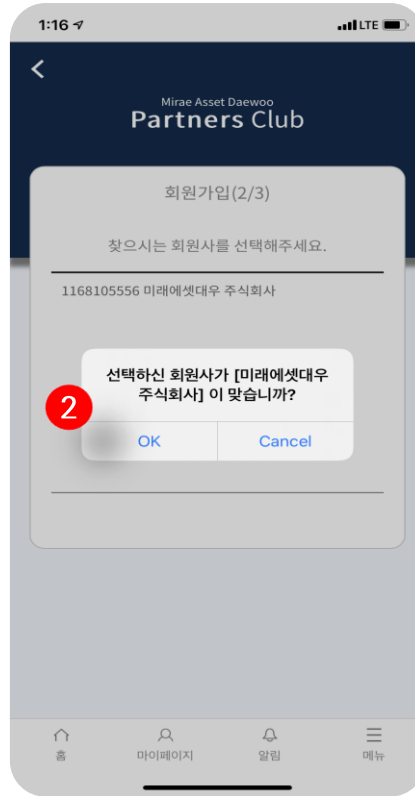 1:16
LTE
Mirae Asset Daewoo
Partners Club
회원가입(2/3)
찾으시는 회원사를 선택해주세요.
1168105556 미래에셋대우 주식회사
선택하신 회원사가 [미래에셋대우
주식회사] 이 맞습니까?
2
OK
Cancel
홈
마이페이지
알림
메뉴